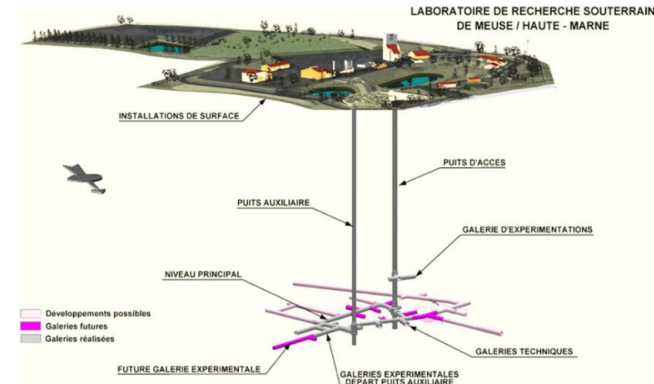 LABORATOIRE DE RECHERCHE SOUTERRAIN
DE MEUSE / HAUTE - MARNE
INSTALLATIONS DE SURFACE
PUITS D'ACCES
PUITS AUXILIAIRE
GALERIE D'EXPERIMENTATIONS
NIVEAU PRINCIPAL
Développements possibles
Galeries futures
Galeries réalisées
GALERIES TECHNIQUES
FUTURE GALERIE EXPERIMENTALE
GALERIES EXPERIMENTALES
DEPART PUITS AUXILIAIRE